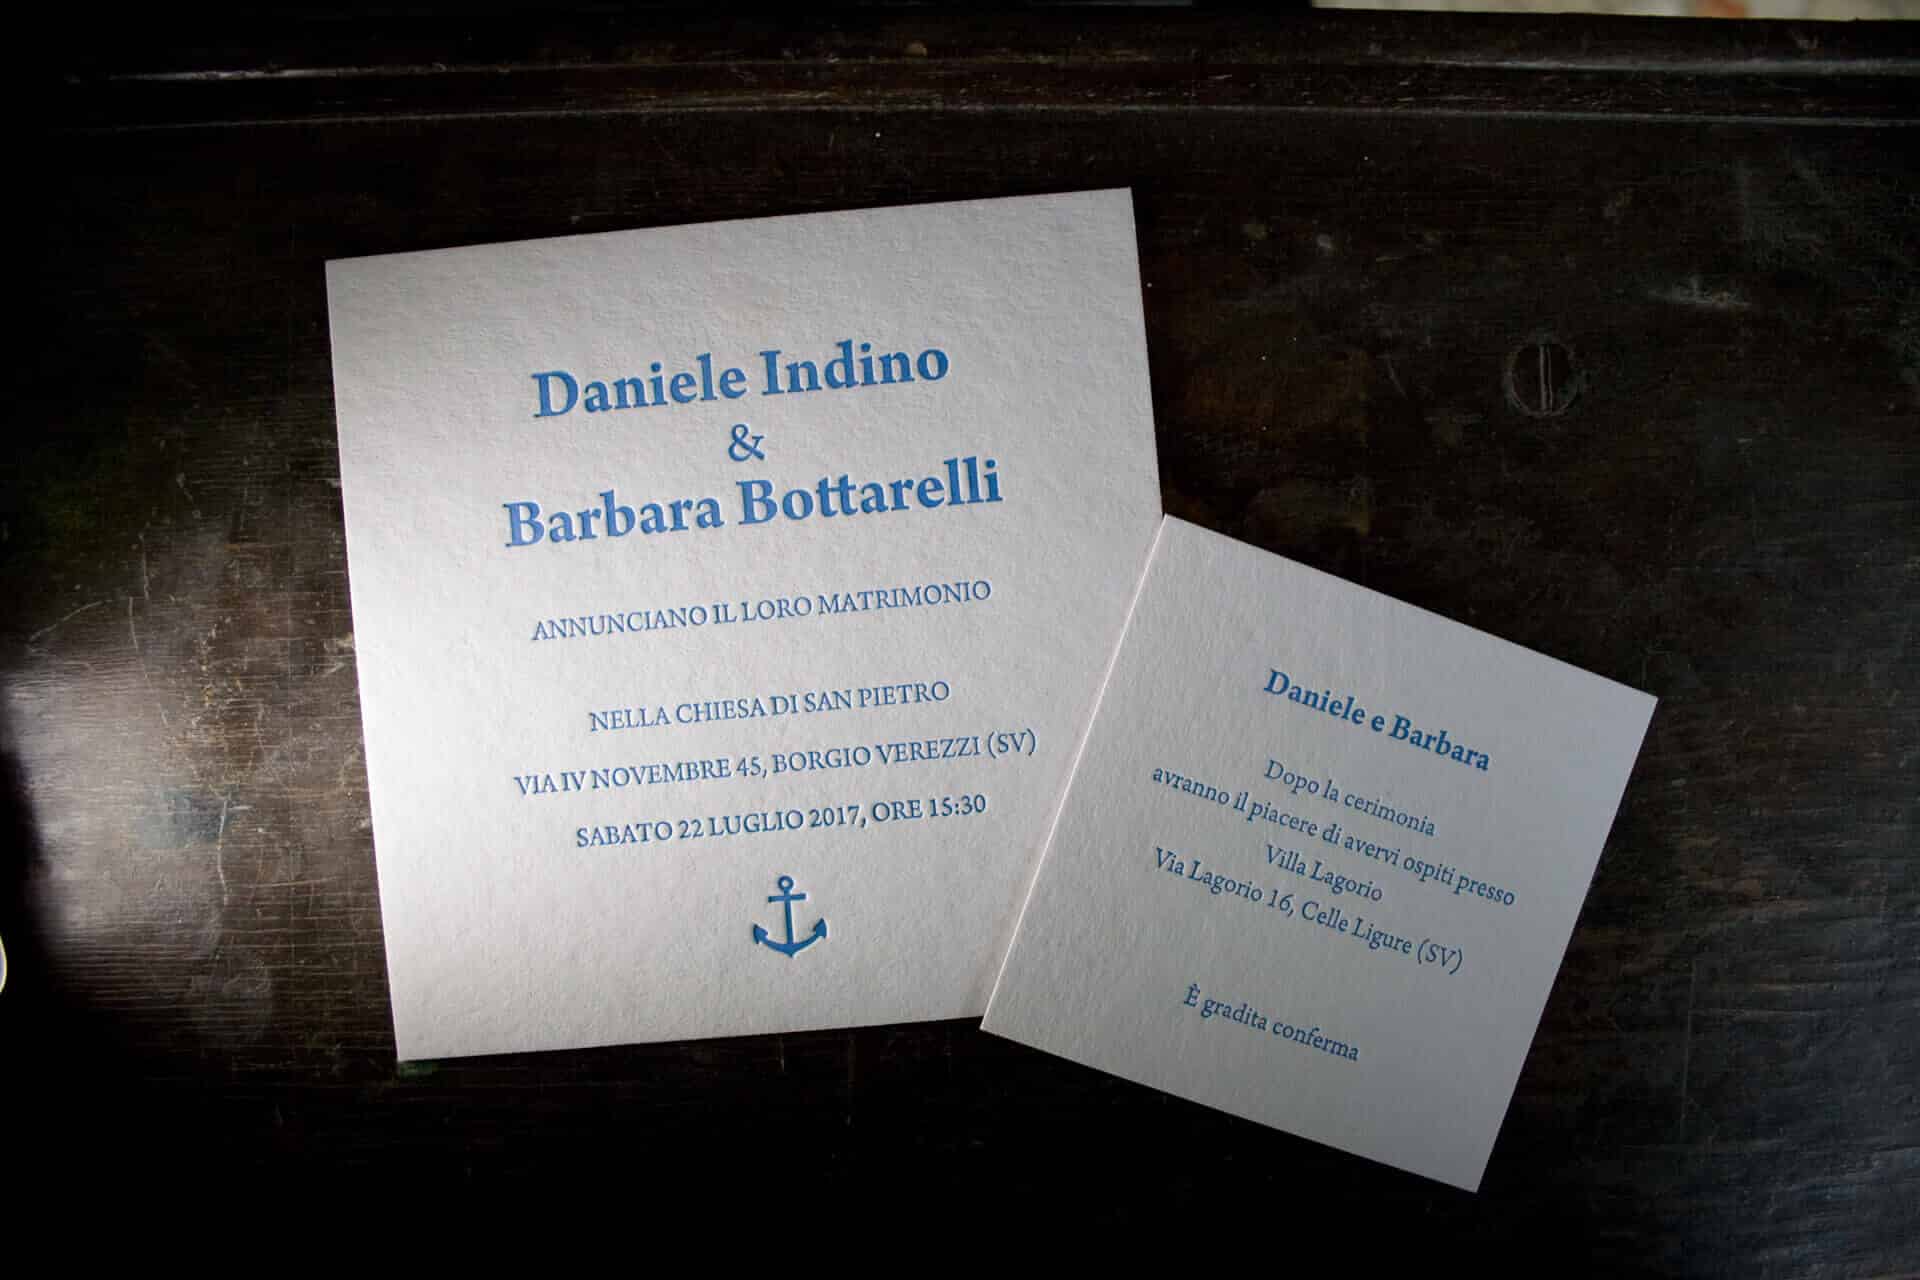 Daniele Indino
&
Barbara Bottarelli
ANNUNCIANO IL LORO MATRIMONIO
NELLA CHIESA DI SAN PIETRO
VIA IV NOVEMBRE 45, BORGIO VEREZZI (SV)
SABATO 22 LUGLIO 2017, ORE 15:30
Daniele e Barbara
Dopo la cerimonia
avranno il piacere di avervi ospiti presso
Villa Lagorio
Via Lagorio 16, Celle Ligure (SV)
È gradita conferma